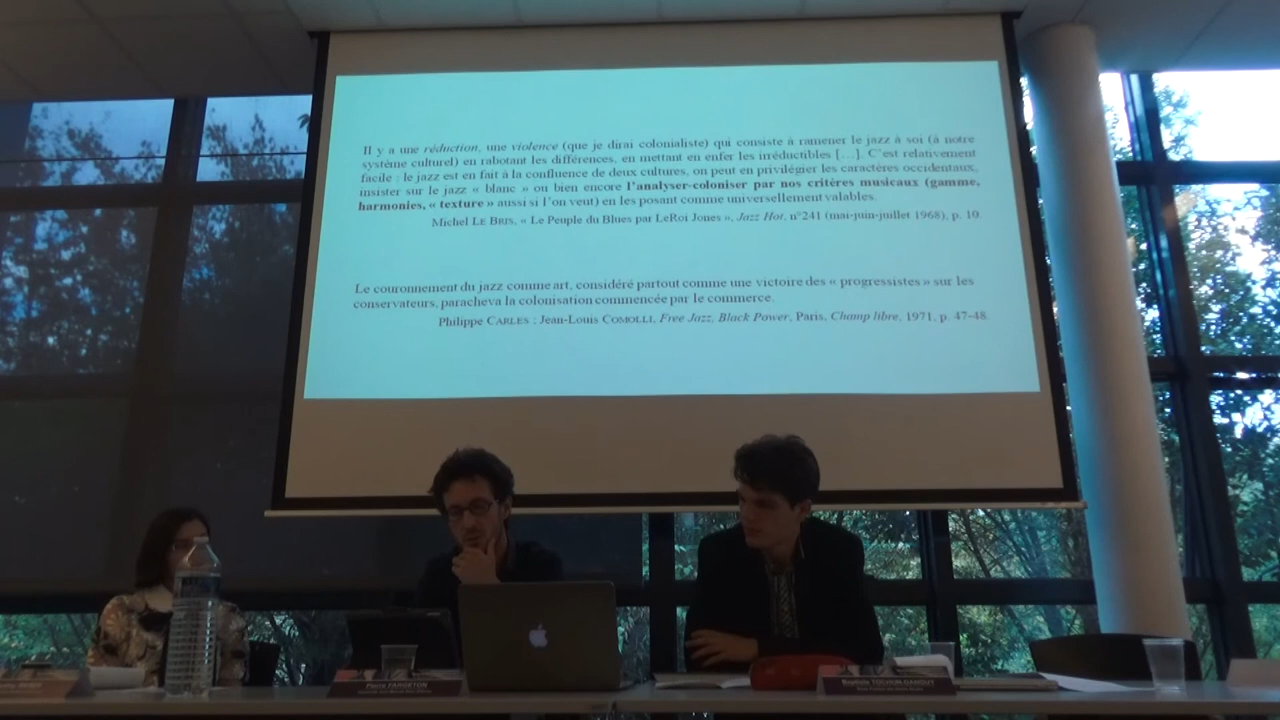 Il y a une réduction, une violence (que je dirai colonialiste) qui consiste à ramener le jazz à soi (à notre
système culturel) en rabotant les différences, en mettant en enfer les irréductibles […]. C'est relativement
facile : le jazz est en fait à la confluence de deux cultures, on peut en privilégier les caractères occidentaux,
insister sur le jazz « blanc » ou bien encore l'analyser-coloniser par nos critères musicaux (gamme,
harmonies, « texture » aussi si l'on veut) en les posant comme universellement valables.
Michel LE BRIS, « Le Peuple du Blues par LeRoi Jones », Jazz Hot, n°241 (mai-juin-juillet 1968), p. 10.
Le couronnement du jazz comme art, considéré partout comme une victoire des « progressistes » sur les
conservateurs, paracheva la colonisation commencée par le commerce.
Philippe CARLES ; Jean-Louis COMOLLI, Free Jazz, Black Power, Paris, Champ libre, 1971, p. 47-48.
Pierre FARGETON
Baptiste TOCHON-DANGUY